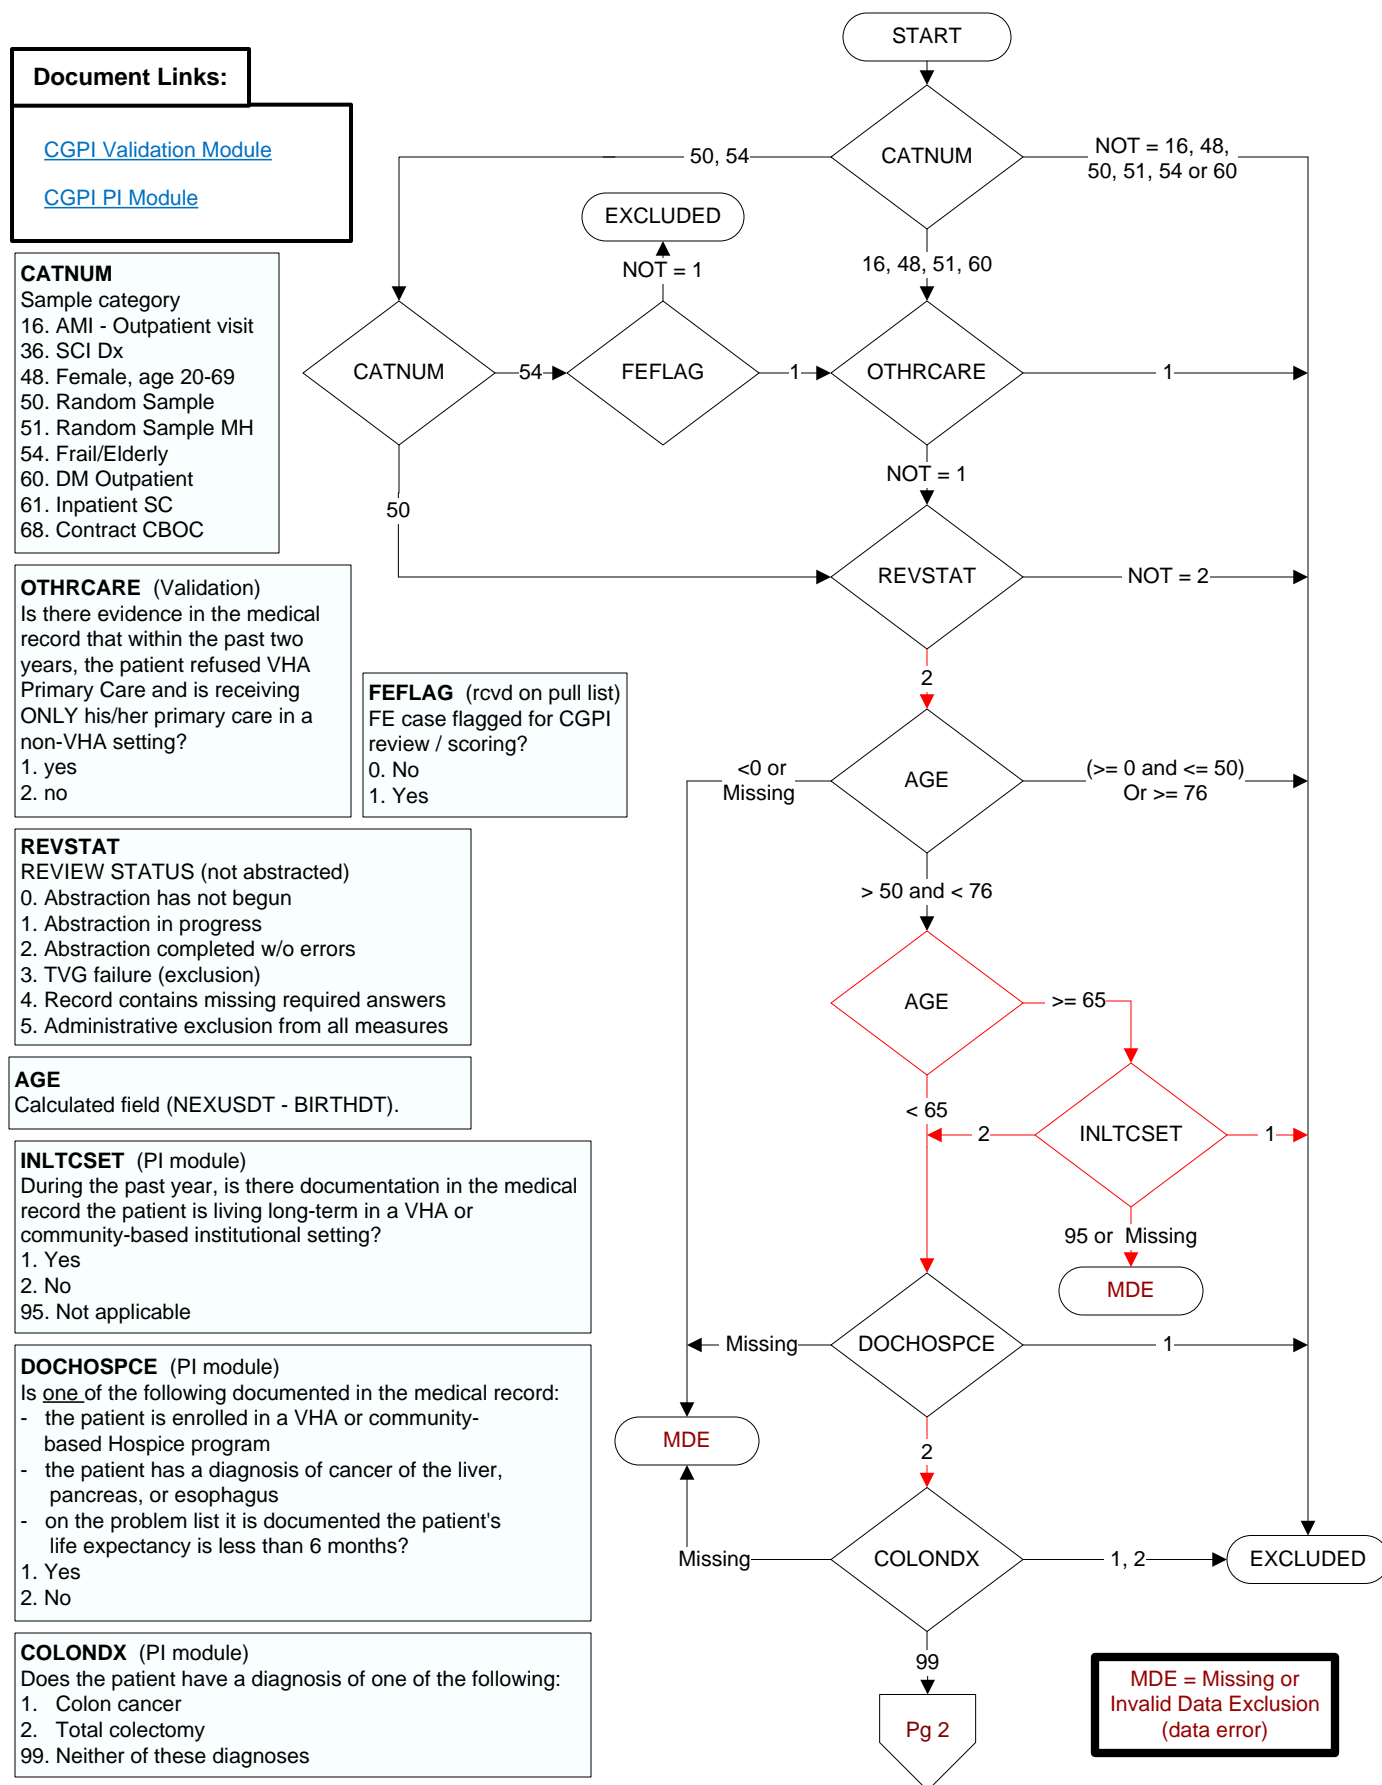 START
Document Links:
CGPI Validation Module
CGPI PI Module
CATNUM
50, 54
NOT = 16, 48,
50, 51, 54 or 60
EXCLUDED
NOT = 1
16, 48, 51, 60
CATNUM
Sample category
16. AMI - Outpatient visit
36. SCI Dx
48. Female, age 20-69
50. Random Sample
51. Random Sample MH
54. Frail/Elderly
60. DM Outpatient
61. Inpatient SC
68. Contract CBOC
CATNUM
54
FEFLAG
1
OTHRCARE
1
NOT = 1
50
REVSTAT
NOT = 2
2
OTHRCARE (Validation)
Is there evidence in the medical
record that within the past two
years, the patient refused VHA
Primary Care and is receiving
ONLY his/her primary care in a
non-VHA setting?
1. yes
2. no
FEFLAG (rcvd on pull list)
FE case flagged for CGPI
review / scoring?
0. No
1. Yes
<0 or
Missing
AGE
(>= 0 and <= 50)
Or >= 76
> 50 and < 76
REVSTAT
REVIEW STATUS (not abstracted)
0. Abstraction has not begun
1. Abstraction in progress
2. Abstraction completed w/o errors
3. TVG failure (exclusion)
4. Record contains missing required answers
5. Administrative exclusion from all measures
AGE
>= 65
< 65
AGE
Calculated field (NEXUSDT - BIRTHDT).
2
INLTCSET
1
95 or Missing
MDE
INLTCSET (PI module)
During the past year, is there documentation in the medical
record the patient is living long-term in a VHA or
community-based institutional setting?
1. Yes
2. No
95. Not applicable
Missing
DOCHOSPCE
1
MDE
2
DOCHOSPCE (PI module)
Is one of the following documented in the medical record:
- the patient is enrolled in a VHA or community-
based Hospice program
- the patient has a diagnosis of cancer of the liver,
pancreas, or esophagus
- on the problem list it is documented the patient's
life expectancy is less than 6 months?
1. Yes
2. No
Missing
COLONDX
1, 2
EXCLUDED
99
Pg 2
COLONDX (PI module)
Does the patient have a diagnosis of one of the following:
1. Colon cancer
2. Total colectomy
99. Neither of these diagnoses
MDE = Missing or
Invalid Data Exclusion
(data error)